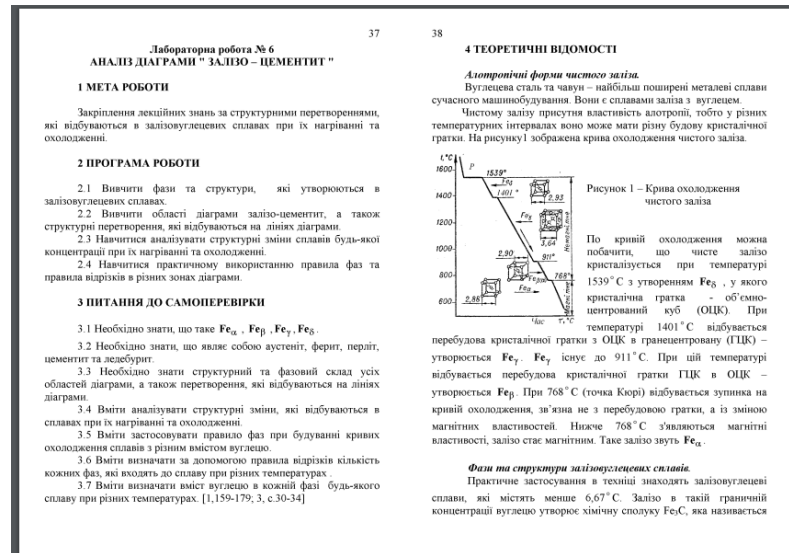 37
Лабораторна робота № 6
АНАЛІЗ ДІАГРАМИ " ЗАЛІЗО – ЦЕМЕНТИТ "
1 МЕТА РОБОТИ
Закріплення лекційних знань за структурними перетвореннями,
які відбуваються в залізовуглецевих сплавах при їх нагріванні та
охолодженні.
2 ПРОГРАМА РОБОТИ
2.1 Вивчити фази та структури, які утворюються в
залізовуглецевих сплавах.
2.2 Вивчити області діаграми залізо-цементит, а також
структурні перетворення, які відбуваються на лініях діаграми.
2.3 Навчитися аналізувати структурні зміни сплавів будь-якої
концентрації при їх нагріванні та охолодженні.
2.4 Навчитися практичному використанню правила фаз та
правила відрізків в різних зонах діаграми.
3 ПИТАННЯ ДО САМОПЕРЕВІРКИ
3.1 Необхідно знати, що таке Feα , Feβ , Feγ , Feδ .
3.2 Необхідно знати, що являє собою аустеніт, ферит, перліт,
цементит та ледебурит.
3.3 Необхідно знати структурний та фазовий склад усіх
областей діаграми, а також перетворення, які відбуваються на лініях
діаграми.
3.4 Вміти аналізувати структурні зміни, які відбуваються в
сплавах при їх нагріванні та охолодженні.
3.5 Вміти застосовувати правило фаз при будуванні кривих
охолодження сплавів з різним вмістом вуглецю.
3.6 Вміти визначати за допомогою правила відрізків кількість
кожних фаз, які входять до сплаву при різних температурах .
3.7 Вміти визначати вміст вуглецю в кожній фазі будь-якого
сплаву при різних температурах. [1,159-179; 3, с.30-34]
38
4 ТЕОРЕТИЧНІ ВІДОМОСТІ
Алотропічні форми чистого заліза.
Вуглецева сталь та чавун – найбільш поширені металеві сплави
сучасного машинобудування. Вони є сплавами заліза з вуглецем.
Чистому залізу присутня властивість алотропії, тобто у різних
температурних інтервалах воно може мати різну будову кристалічної
гратки. На рисунку1 зображена крива охолодження чистого заліза.
t,°C
1600
1400
1200
1000
800
600
P
1539°
Feδ
1401°
2,93
Feγ
3,64
Немагнітне
2,90
911°
768°
Feα
2,86
Магнітне
Час
τ,°C
Рисунок 1 – Крива охолодження
чистого заліза
По кривій охолодження можна
побачити, що чисте залізо
кристалізується при температурі
1539°С з утворенням Feδ , у якого
кристалічна гратка - об'ємно-
центрований куб (ОЦК). При
температурі 1401°С відбувається
перебудова кристалічної гратки з ОЦК в гранецентровану (ГЦК) –
утворюється Feγ. Feγ існує до 911°С. При цій температурі
відбувається перебудова кристалічної гратки ГЦК в ОЦК –
утворюється Feβ. При 768°С (точка Кюрі) відбувається зупинка на
кривій охолодження, зв'язна не з перебудовою гратки, а із зміною
магнітних властивостей. Нижче 768°С з'являються магнітні
властивості, залізо стає магнітним. Таке залізо звуть Feα .
Фази та структури залізовуглецевих сплавів.
Практичне застосування в техніці знаходять залізовуглецеві
сплави, які містять менше 6,67°С. Залізо в такій граничній
концентрації вуглецю утворює хімічну сполуку Fe₃C, яка називається